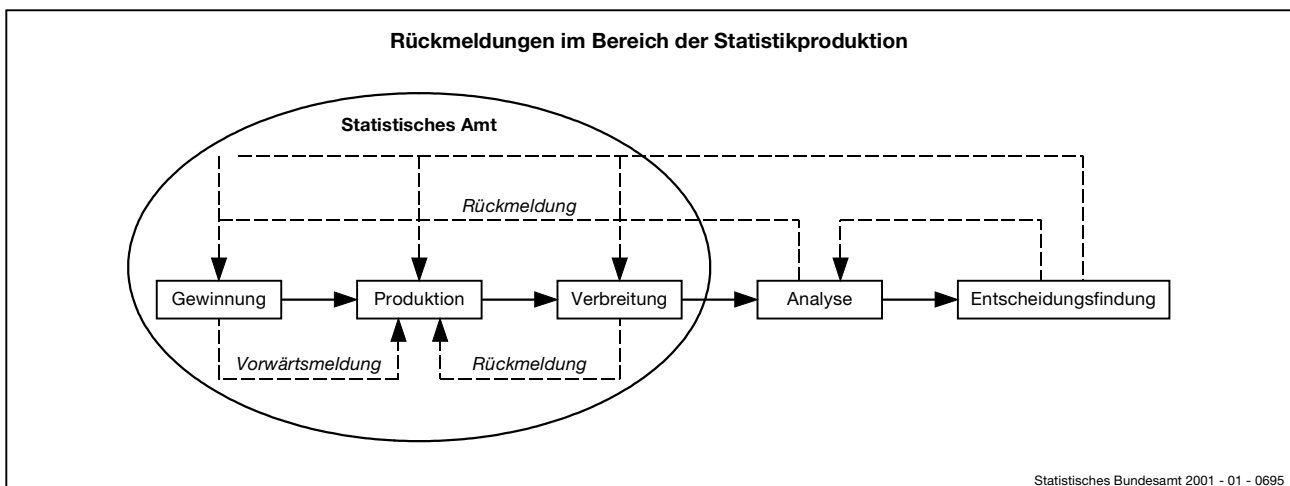 Rückmeldungen im Bereich der Statistikproduktion
Statistisches Amt
Rückmeldung
Gewinnung
Produktion
Verbreitung
Analyse
Entscheidungsfindung
Vorwärtsmeldung
Rückmeldung
Statistisches Bundesamt 2001 - 01 - 0695